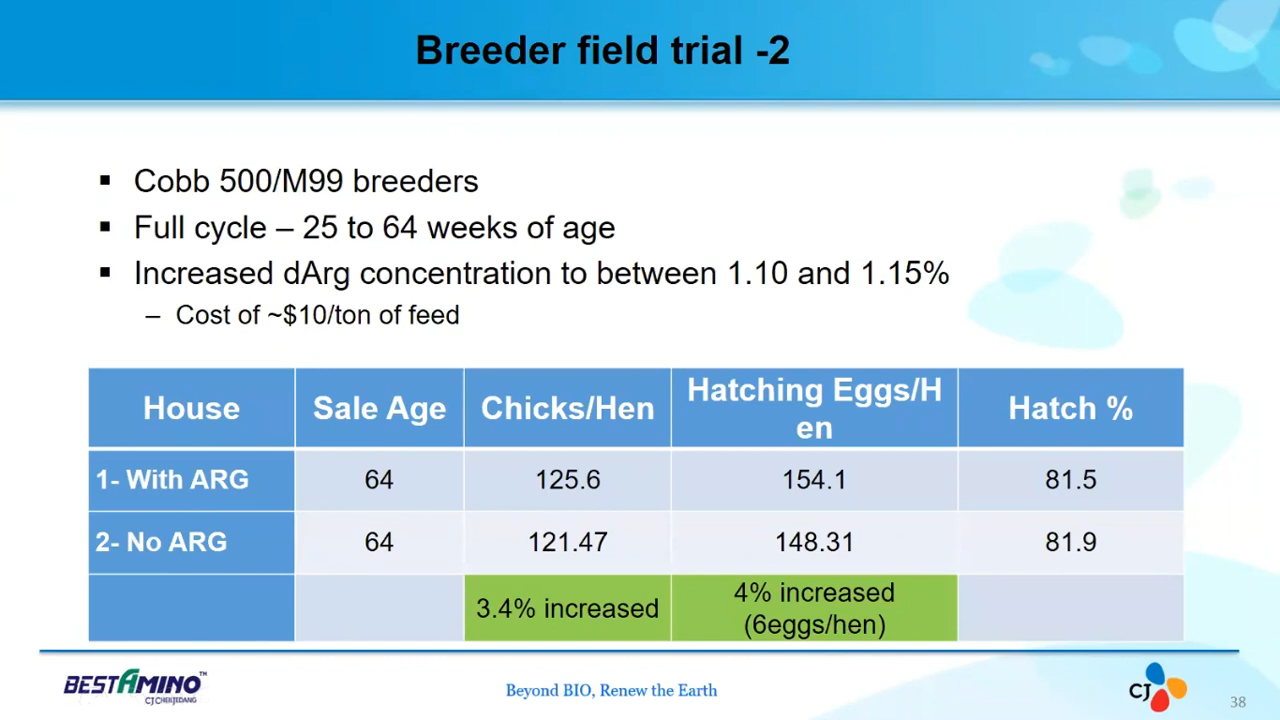 Breeder field trial -2
▪ Cobb 500/M99 breeders
▪ Full cycle – 25 to 64 weeks of age
▪ Increased dArg concentration to between 1.10 and 1.15%
– Cost of ~$10/ton of feed
House Sale Age Chicks/Hen Hatching Eggs/H
en Hatch %
1- With ARG 64 125.6 154.1 81.5
2- No ARG 64 121.47 148.31 81.9
3.4% increased 4% increased
(6eggs/hen)
BESTAMINO™
CJ CHEILJEDANG
Beyond BIO, Renew the Earth
CJ
38